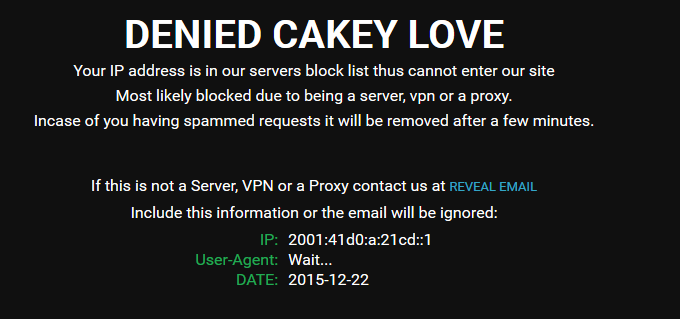 DENIED CAKEY LOVE
Your IP address is in our servers block list thus cannot enter our site
Most likely blocked due to being a server, vpn or a proxy.
Incase of you having spammed requests it will be removed after a few minutes.
If this is not a Server, VPN or a Proxy contact us at REVEAL EMAIL
Include this information or the email will be ignored:
IP: 2001:41d0:a:21cd::1
User-Agent: Wait...
DATE: 2015-12-22